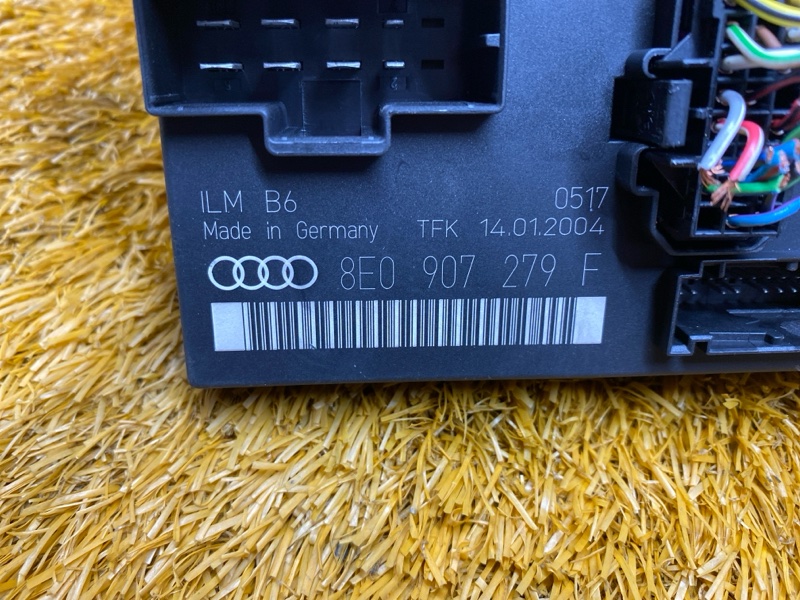 ILM B6 0517
Made in Germany TFK 14.01.2004
8E0 907 279 F